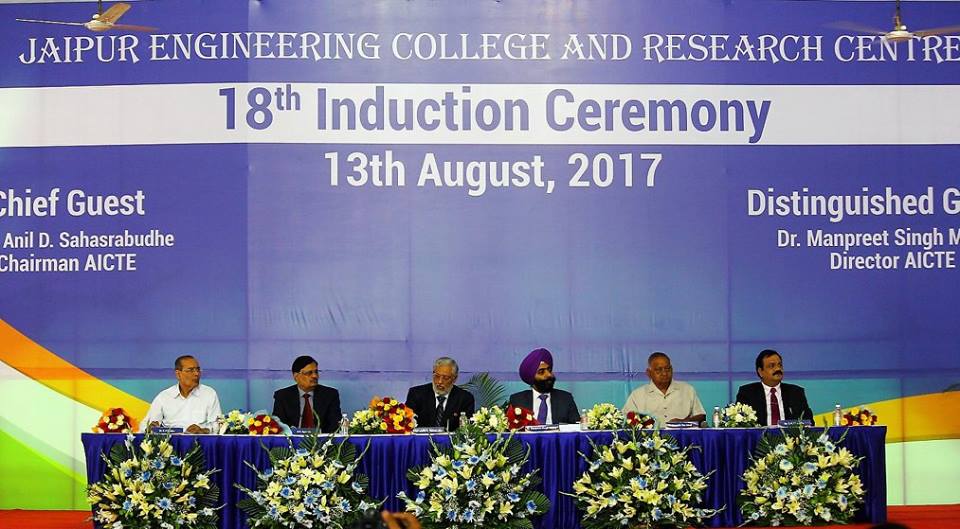 JAIPUR ENGINEERING COLLEGE AND RESEARCH CENTRE
18th Induction Ceremony
13th August, 2017
Chief Guest
Anil D. Sahasrabudhe
Chairman AICTE
Distinguished G
Dr. Manpreet Singh M
Director AICTE